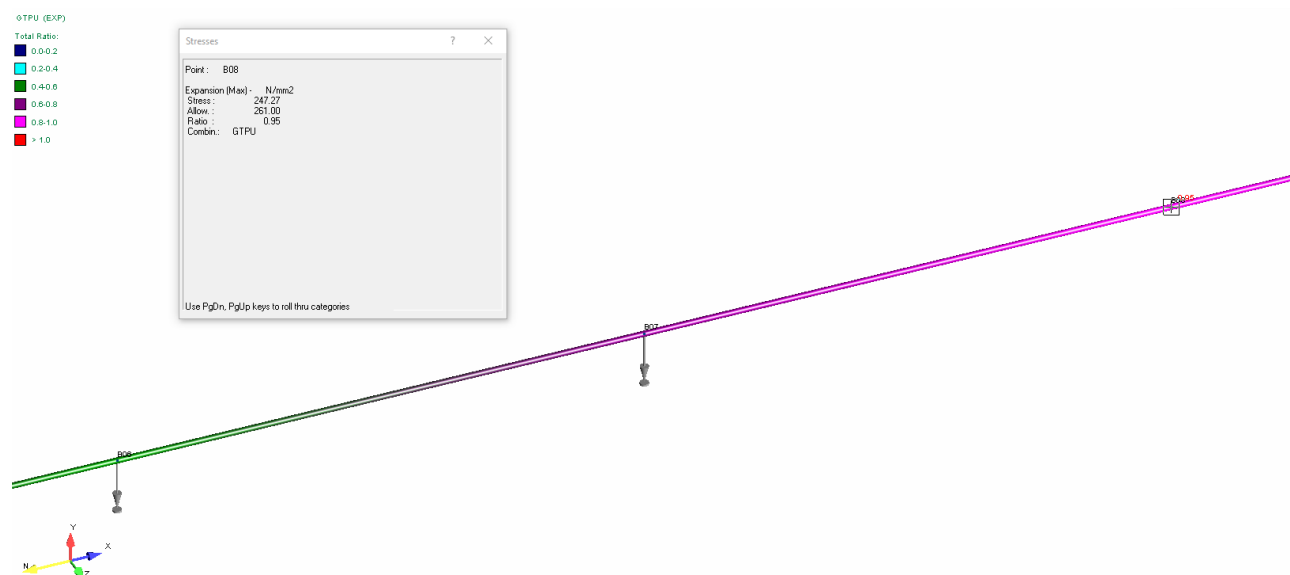 GTPU (EXP)
Total Ratio:
0.0-0.2
0.2-0.4
0.4-0.6
0.6-0.8
0.8-1.0
> 1.0
Stresses ? ×
Point : B08
Expansion (Max) - N/mm2
Stress : 247.27
Allow. : 261.00
Ratio : 0.95
Combin.: GTPU
Use PgDn, PgUp keys to roll thru categories
B07
B06
Y
X
N
Z